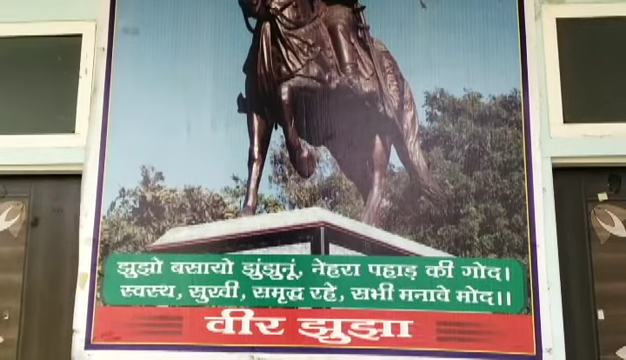 झुझो बसायो झुंझुनूं, नेहरा पहाड़ की गोद।
स्वस्थ, सुखी, समृद्ध रहे, सभी मनावे मोद।।
वीर झुझा